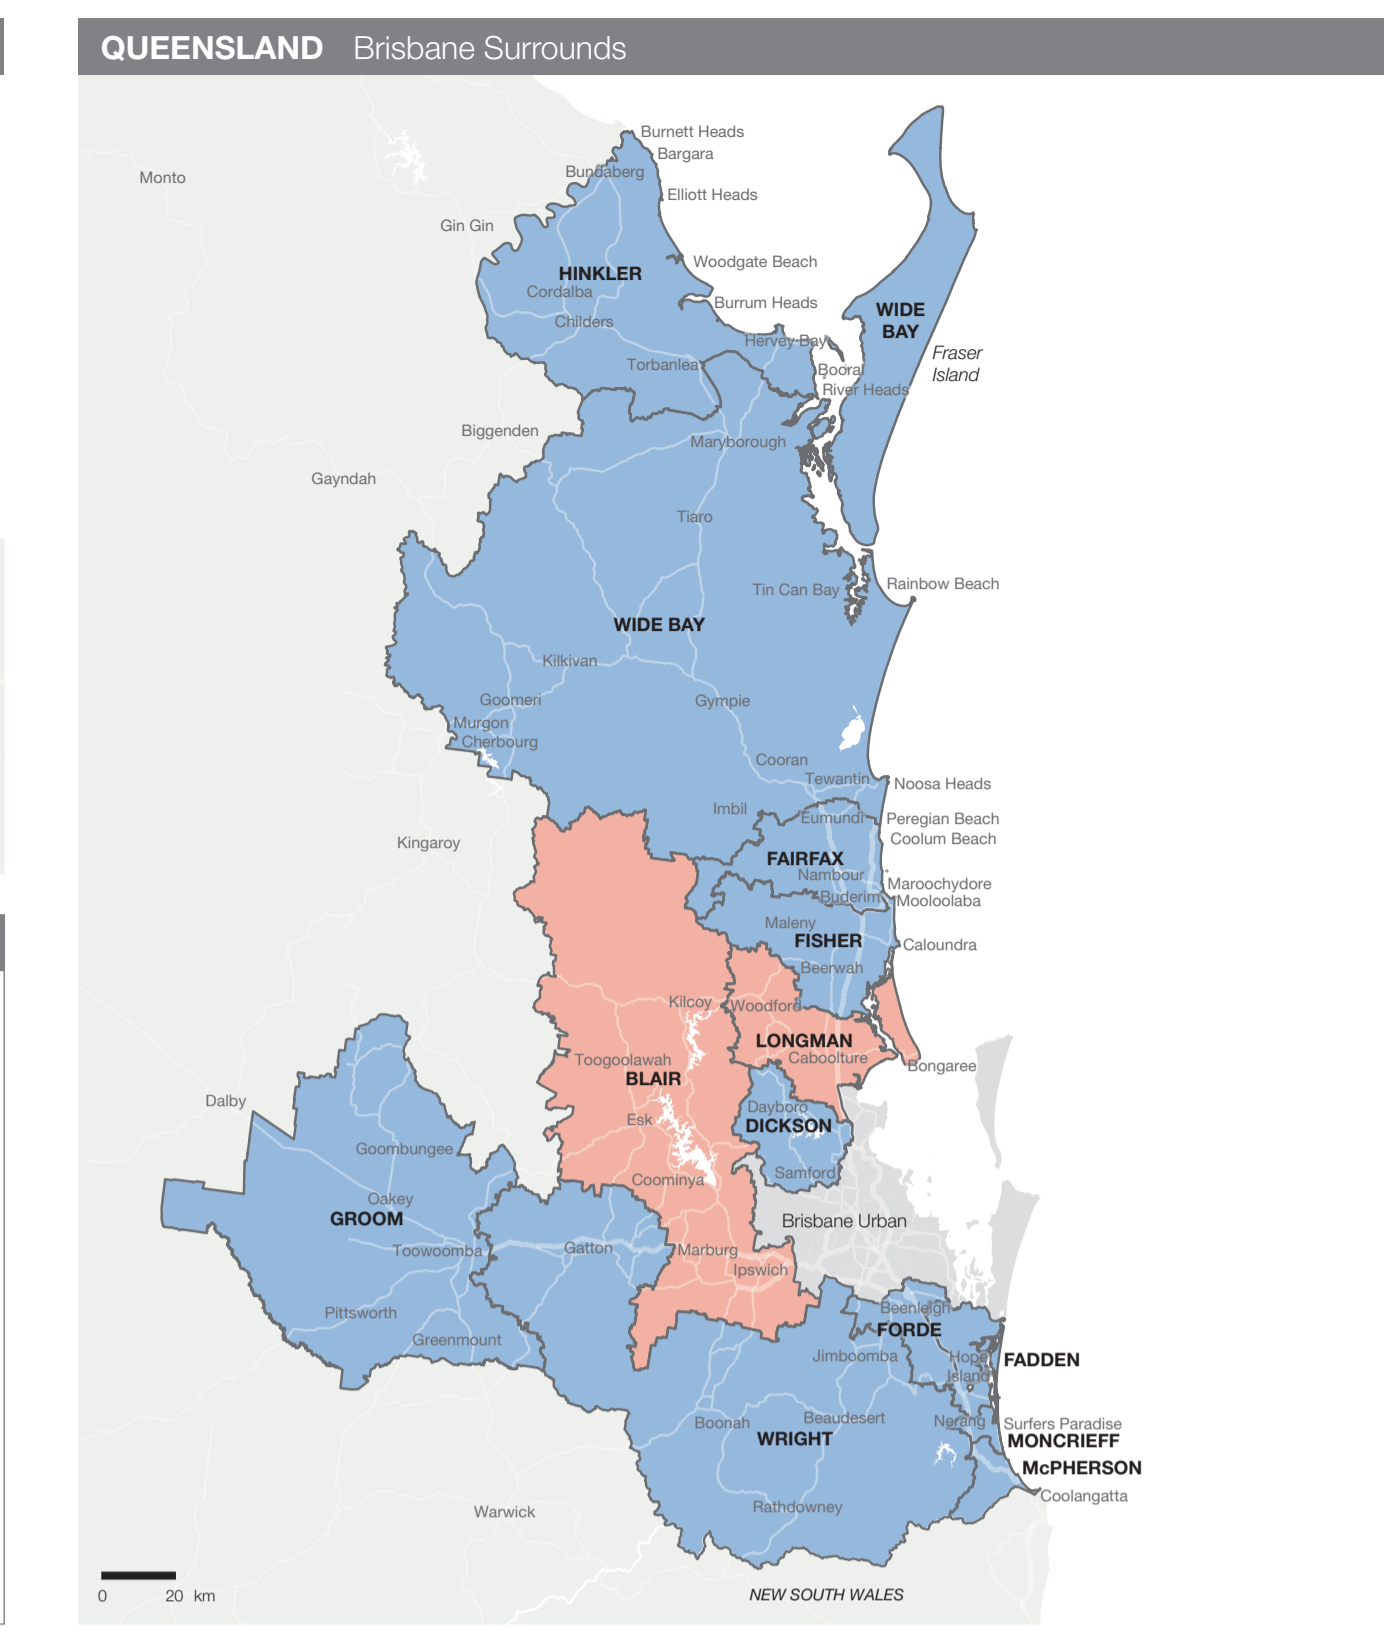 QUEENSLAND Brisbane Surrounds
Burnett Heads
Bargara
Bundaberg
Monto
Elliott Heads
Gin Gin
Woodgate Beach
HINKLER
Cordalba
Burrum Heads
WIDE
BAY
Childers
Hervey Bay
Fraser
Island
Torbanlea
Booral
River Heads
Biggenden
Maryborough
Gayndah
Tiaro
Rainbow Beach
Tin Can Bay
WIDE BAY
Kilkivan
Goomeri
Gympie
Murgon
Cherbourg
Cooran
Tewantin
Noosa Heads
Imbil
Eumundi
Peregian Beach
Coolum Beach
Kingaroy
FAIRFAX
Nambour
Maroochydore
Buderim
Mooloolaba
Maleny
FISHER
Caloundra
Beerwah
Kilcoy
Woodford
LONGMAN
Toogoolawah
Caboolture
Bongaree
BLAIR
Dalby
Dayboro
Esk
DICKSON
Goombungee
Samford
Coominya
Oakey
GROOM
Brisbane Urban
Toowoomba
Gatton
Marburg
Ipswich
Pittsworth
Beenleigh
FORDE
Greenmount
Jimboomba
Hope
Island
FADDEN
Boonah
Beaudesert
Nerang
Surfers Paradise
WRIGHT
MONCRIEFF
McPHERSON
Coolangatta
Rathdowney
Warwick
0 20 km
NEW SOUTH WALES